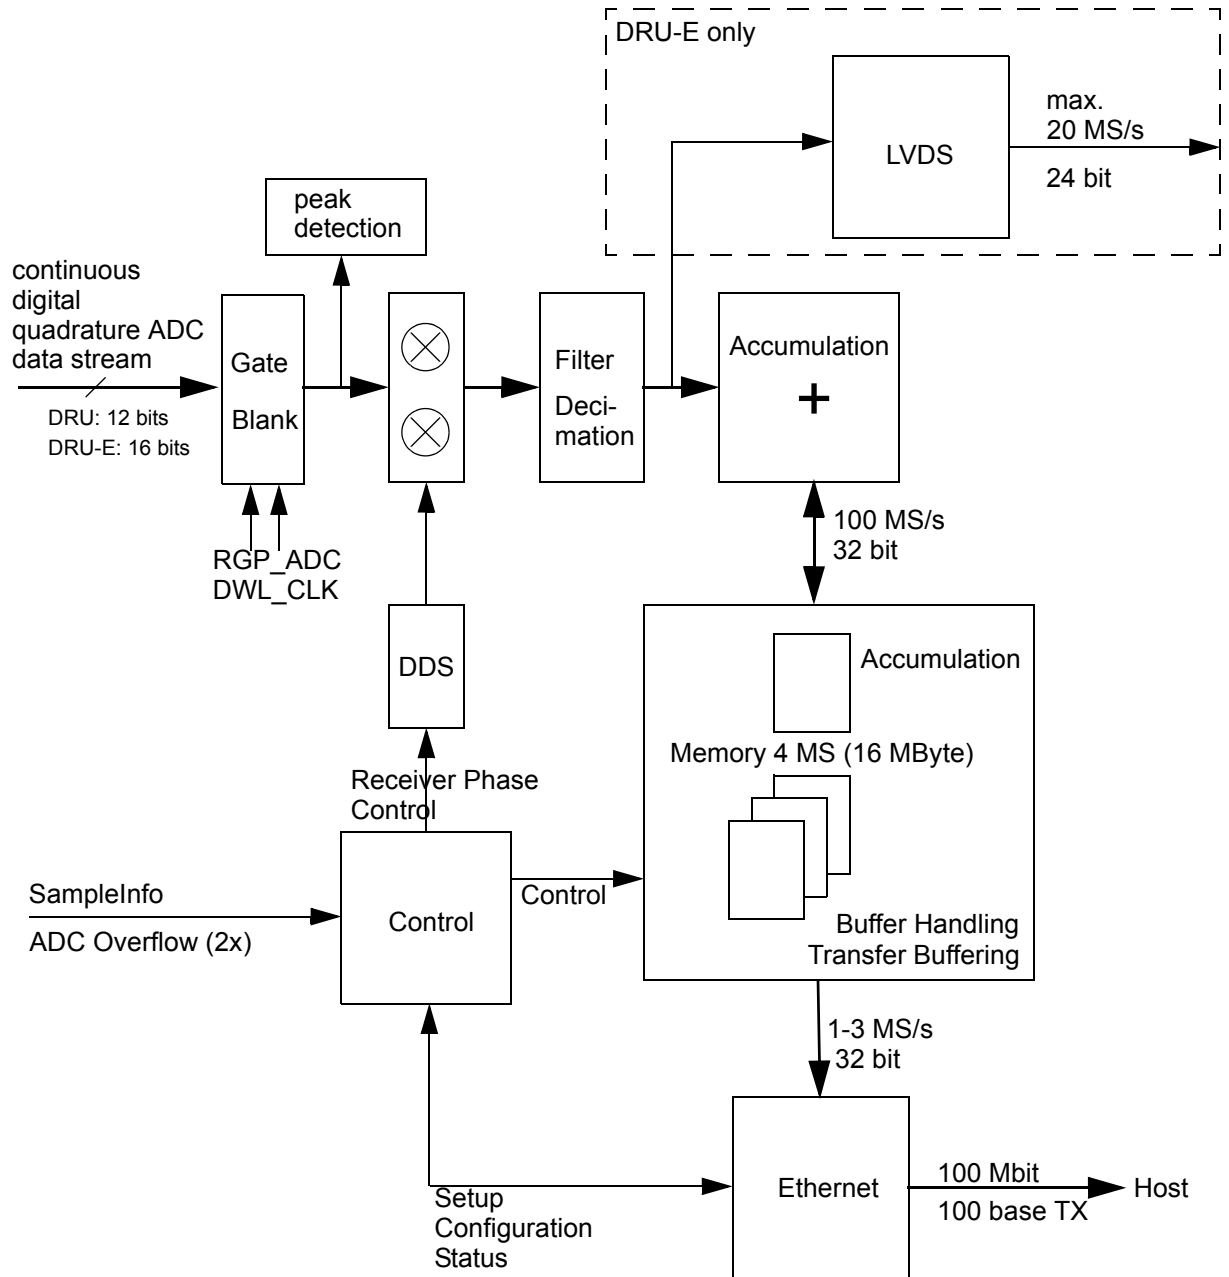 DRU-E only
max.
20 MS/s
24 bit
LVDS
peak
detection
continuous
digital
quadrature ADC
data stream
DRU: 12 bits
DRU-E: 16 bits
Gate
Blank
Filter
Deci-
mation
Accumulation
+
RGP_ADC
DWL_CLK
100 MS/s
32 bit
DDS
Accumulation
Memory 4 MS (16 MByte)
Buffer Handling
Transfer Buffering
Receiver Phase
Control
SampleInfo
ADC Overflow (2x)
Control
Control
1-3 MS/s
32 bit
Setup
Configuration
Status
Ethernet
100 Mbit
100 base TX
Host